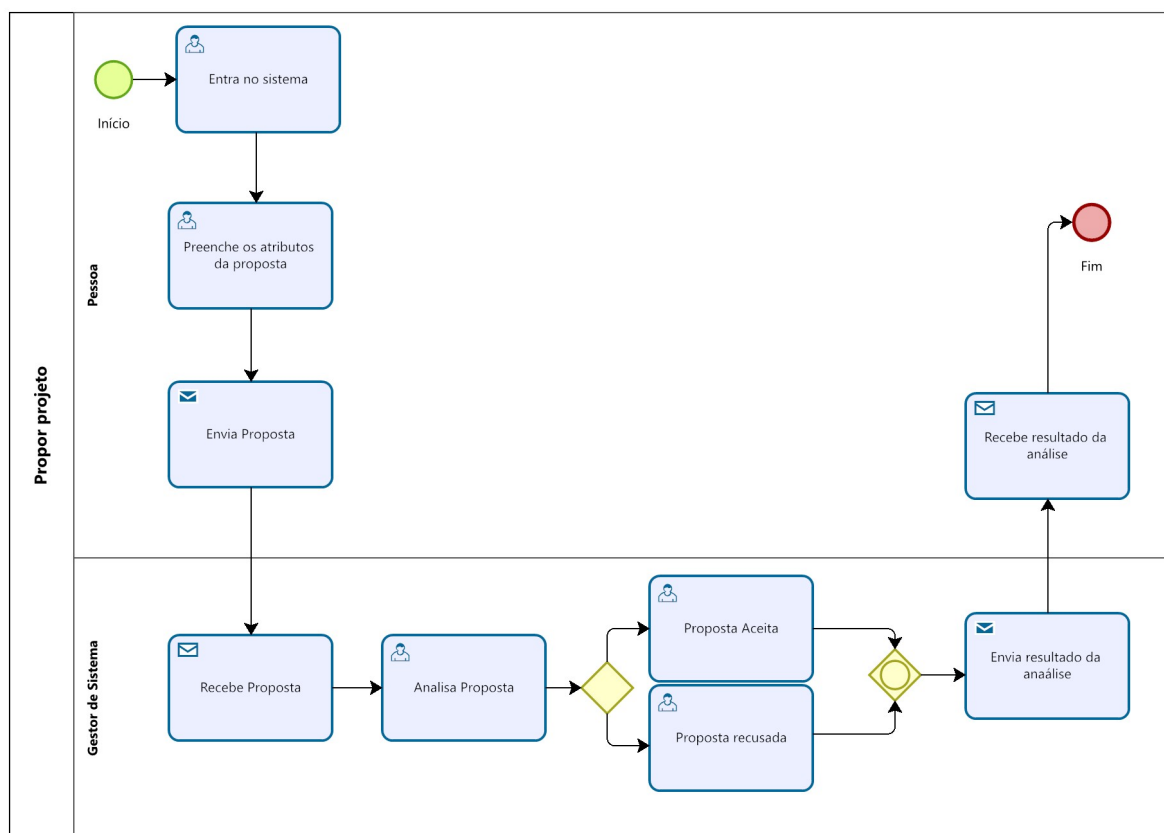 Propor projeto
Pessoa
Início
Entra no sistema
Preenche os atributos
da proposta
Envia Proposta
Fim
Recebe resultado da
análise
Gestor de Sistema
Recebe Proposta
Analisa Proposta
Proposta Aceita
Proposta recusada
Envia resultado da
anaálise